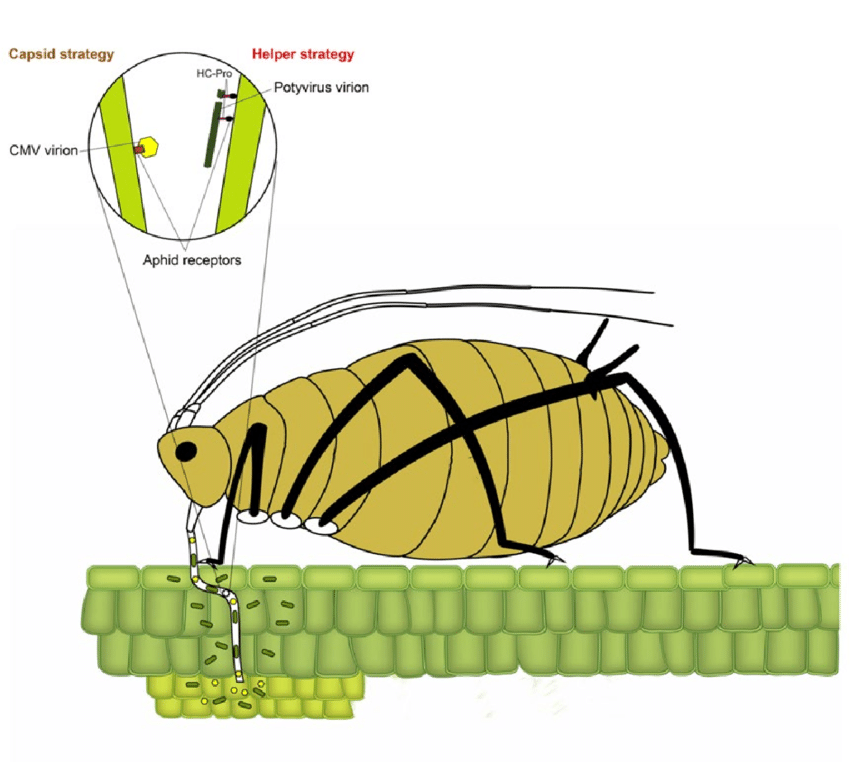 Capsid strategy
Helper strategy
HC-Pro
Potyvirus virion
CMV virion
Aphid receptors